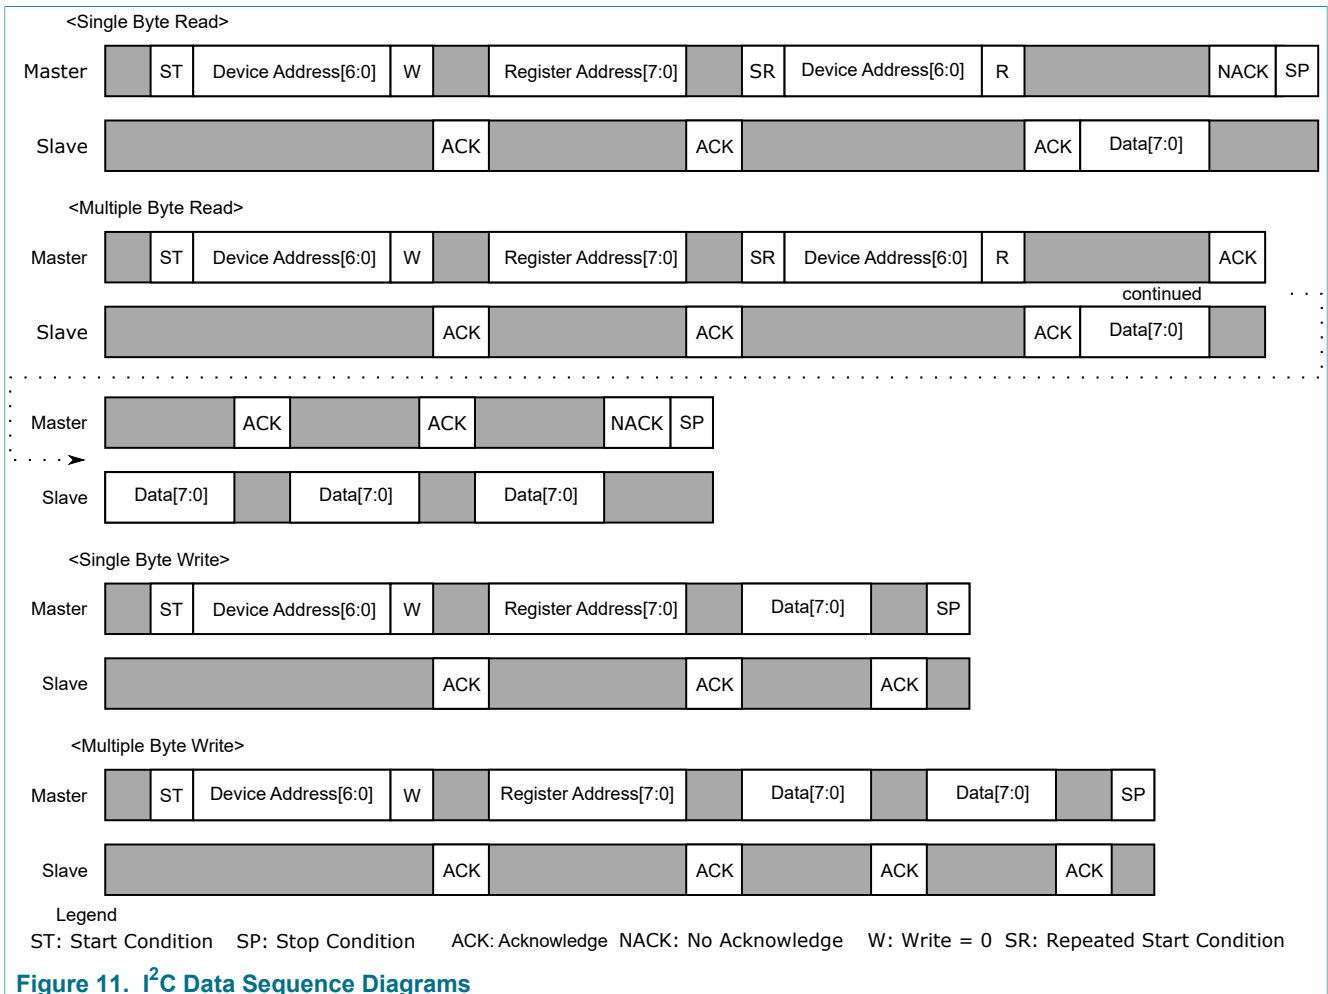 <Single Byte Read>
Master ST Device Address[6:0] W Register Address[7:0] SR Device Address[6:0] R NACK SP
Slave ACK ACK ACK Data[7:0]
<Multiple Byte Read>
Master ST Device Address[6:0] W Register Address[7:0] SR Device Address[6:0] R ACK
continued
Slave ACK ACK ACK Data[7:0]
Master ACK ACK NACK SP
Slave Data[7:0] Data[7:0] Data[7:0]
<Single Byte Write>
Master ST Device Address[6:0] W Register Address[7:0] Data[7:0] SP
Slave ACK ACK ACK
<Multiple Byte Write>
Master ST Device Address[6:0] W Register Address[7:0] Data[7:0] Data[7:0] SP
Slave ACK ACK ACK ACK
Legend
ST: Start Condition SP: Stop Condition ACK: Acknowledge NACK: No Acknowledge W: Write = 0 SR: Repeated Start Condition
Figure 11. I²C Data Sequence Diagrams